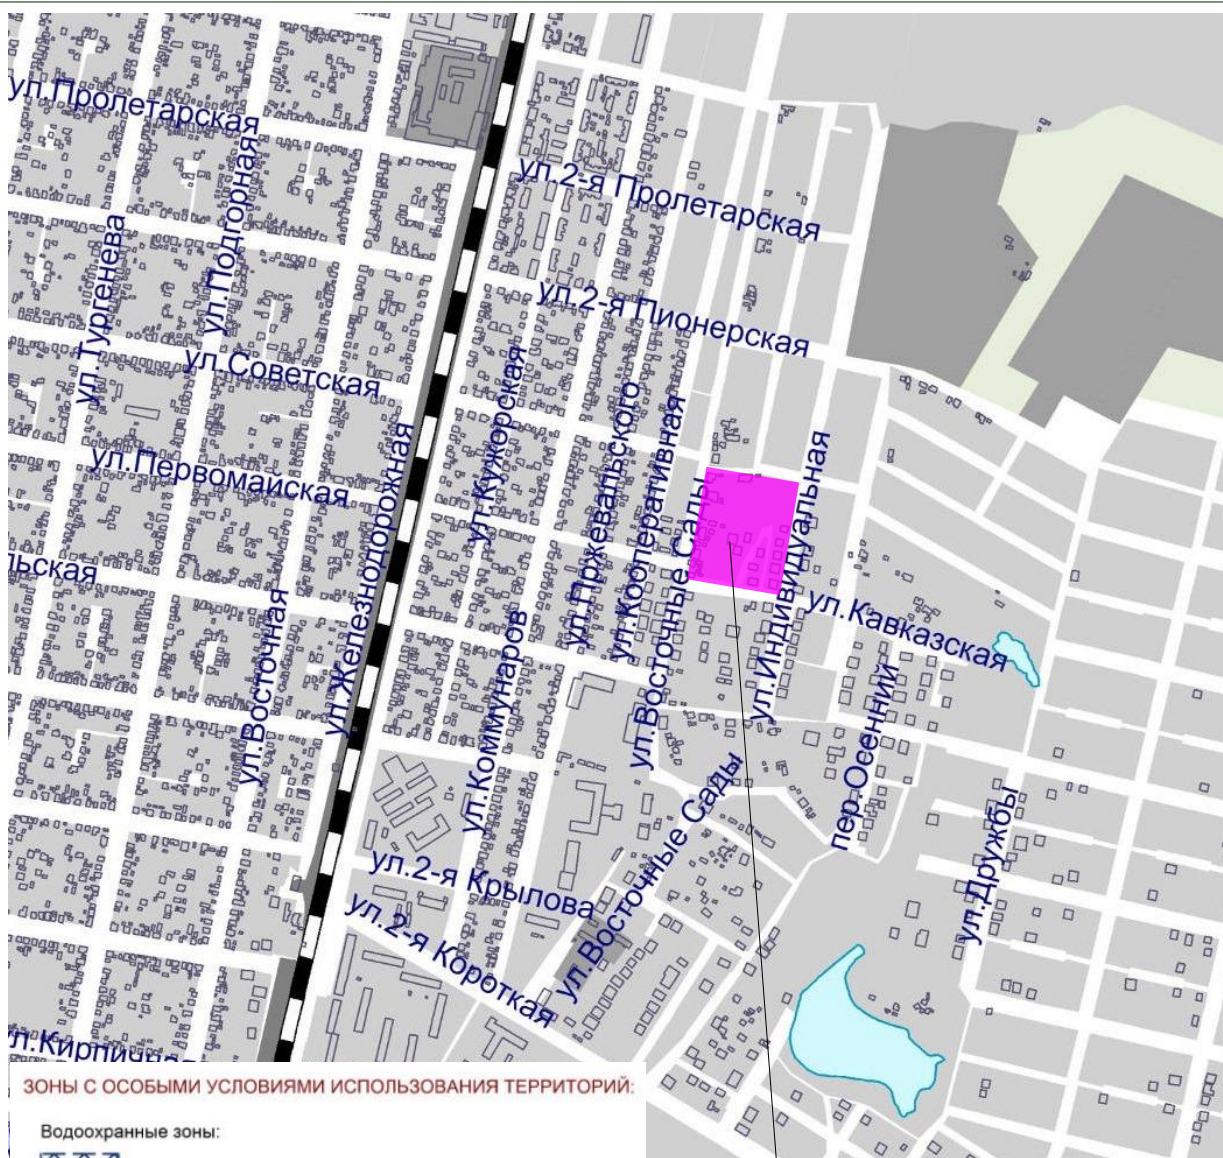 ул.Пролетарская
ул.Подгорная
ул.Тургенева
ул.2-я Пролетарская
ул.2-я Пионерская
ул.Советская
ул.Первомайская
ул.Железнодорожная
ул.Кужорская
ул.Пржевальского
ул.Кооперативная
ул.Восточные Сады
ул.Индивидуальная
льская
ул.Восточная
ул.Коммунаров
ул.Кавказская
пер.Осенний
ул.Дружбы
ул.Восточные Сады
ул.2-я Крылова
ул.2-я Короткая
ЗОНЫ С ОСОБЫМИ УСЛОВИЯМИ ИСПОЛЬЗОВАНИЯ ТЕРРИТОРИЙ:
Водоохранные зоны: